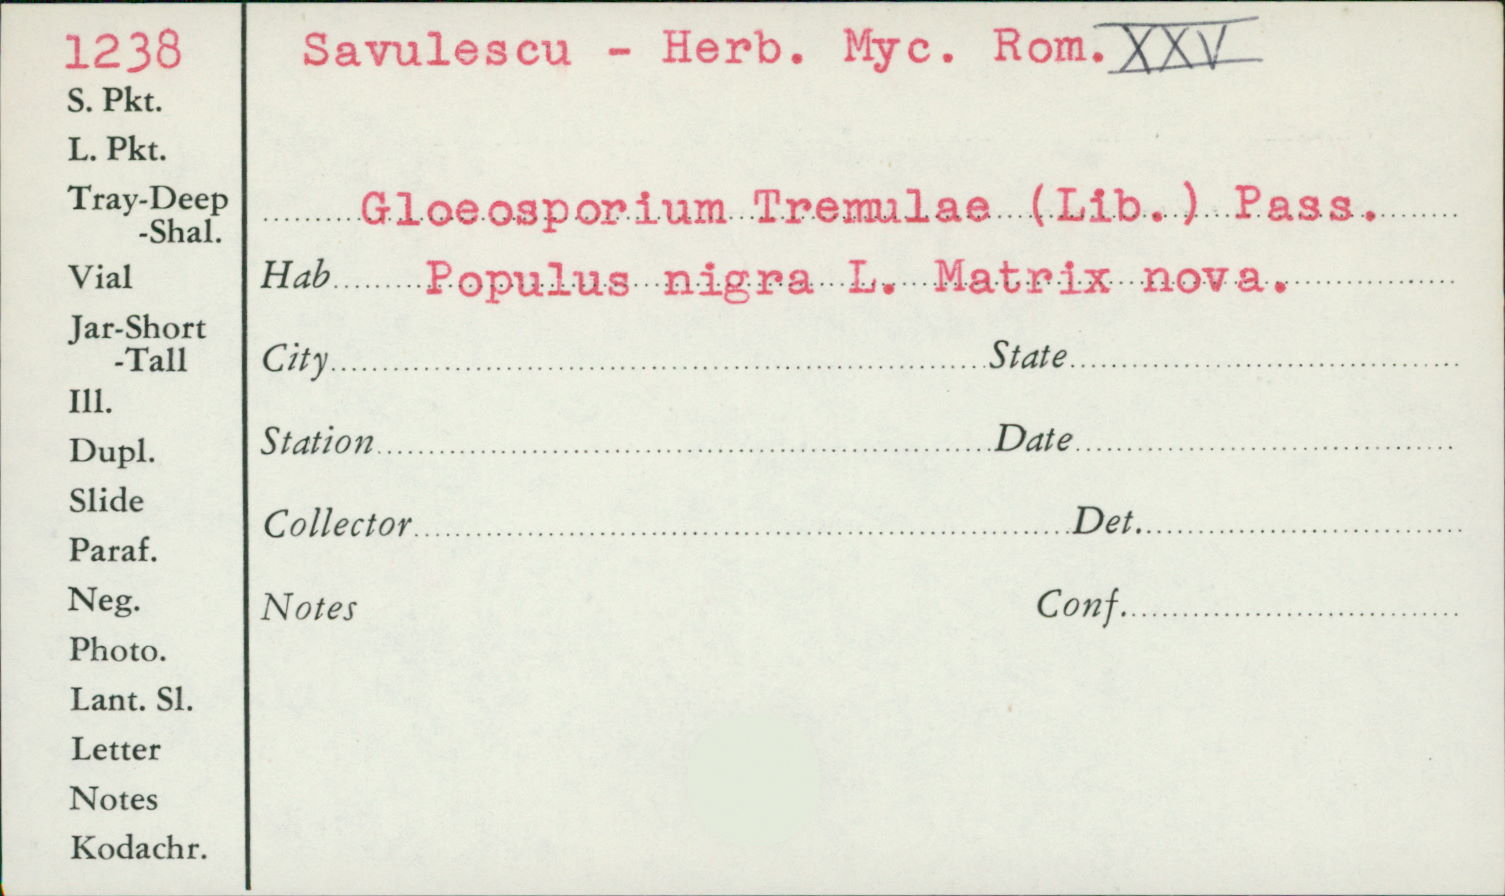 1238
Savulescu - Herb. Myc. Rom. XXV
S. Pkt.
L. Pkt.
Tray-Deep
-Shal.
Vial
Jar-Short
-Tall
Ill.
Dupl.
Slide
Paraf.
Neg.
Photo.
Lant. Sl.
Letter
Notes
Kodachr.
Gloeosporium Tremulae (Lib.) Pass.
Hab Populus nigra L. Matrix nova.
City State
Station Date
Collector Det.
Notes Conf.